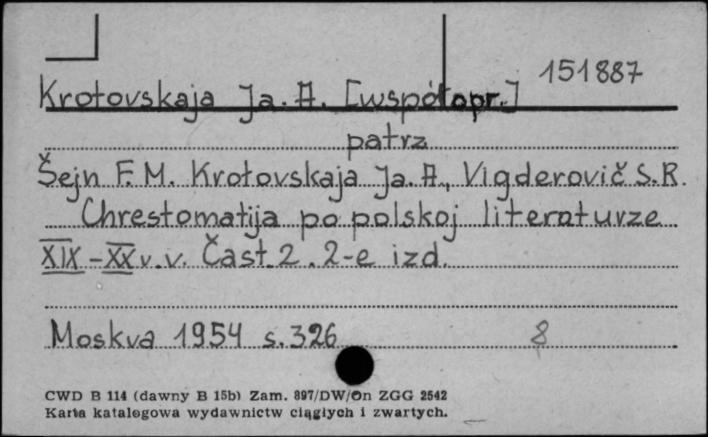 151887
Krotovskaja Ja. A. [współopr.]
patrz
Šejn F. M. Krotovskaja Ja. A., Vigderovič S. R.
Chrestomatija po polskoj literaturze
XIX - XX v. v. Čast. 2. 2-e izd.
Moskva 1954 s. 326 8
CWD B 114 (dawny B 15b) Zam. 897/DW/On ZGG 2542
Karta katalogowa wydawnictw ciągłych i zwartych.